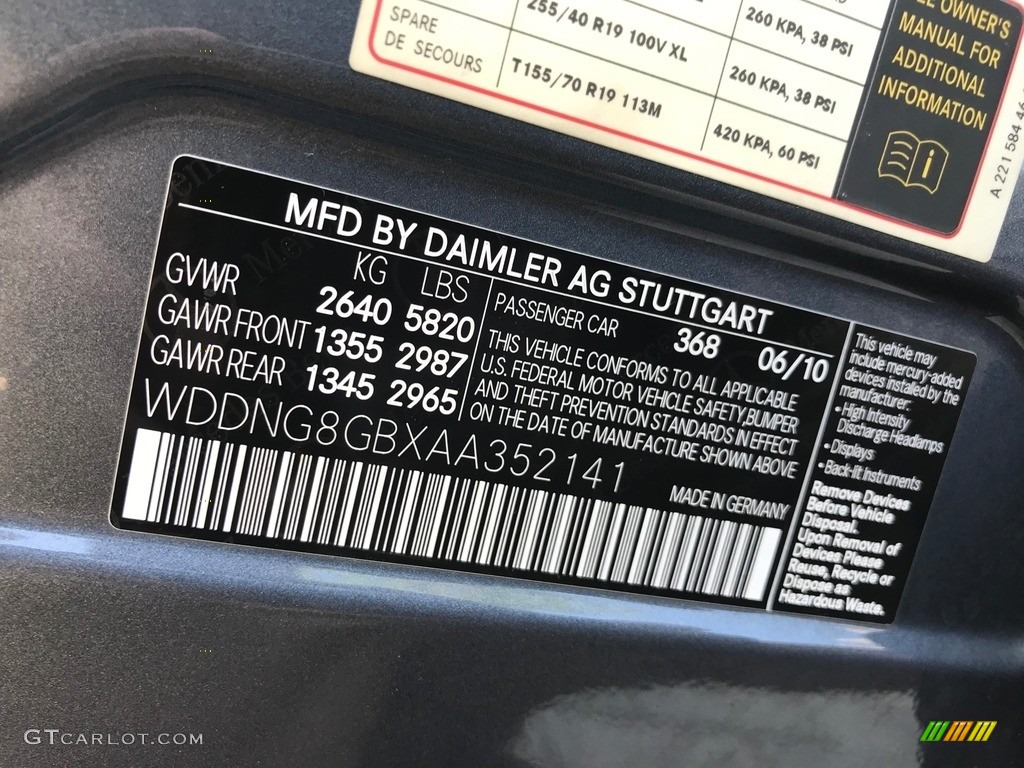 SPARE
DE SECOURS
255/40 R19 100V XL
T155/70 R19 113M
260 KPA, 38 PSI
260 KPA, 38 PSI
420 KPA, 60 PSI
OWNER'S
MANUAL FOR
ADDITIONAL
INFORMATION
A 221 584 46
MFD BY DAIMLER AG STUTTGART
KG LBS
GVWR 2640 5820
GAWR FRONT 1355 2987
GAWR REAR 1345 2965
PASSENGER CAR 368 06/10
THIS VEHICLE CONFORMS TO ALL APPLICABLE
U.S. FEDERAL MOTOR VEHICLE SAFETY, BUMPER
AND THEFT PREVENTION STANDARDS IN EFFECT
ON THE DATE OF MANUFACTURE SHOWN ABOVE
WDDNG8GBXAA352141
MADE IN GERMANY
This vehicle may
include mercury-added
devices installed by the
manufacturer:
• High Intensity
Discharge Headlamps
• Displays
• Back-lit Instruments
Remove Devices
Before Vehicle
Disposal.
Upon Removal of
Devices Please
Reuse, Recycle or
Dispose as
Hazardous Waste.
GTCARLOT.COM